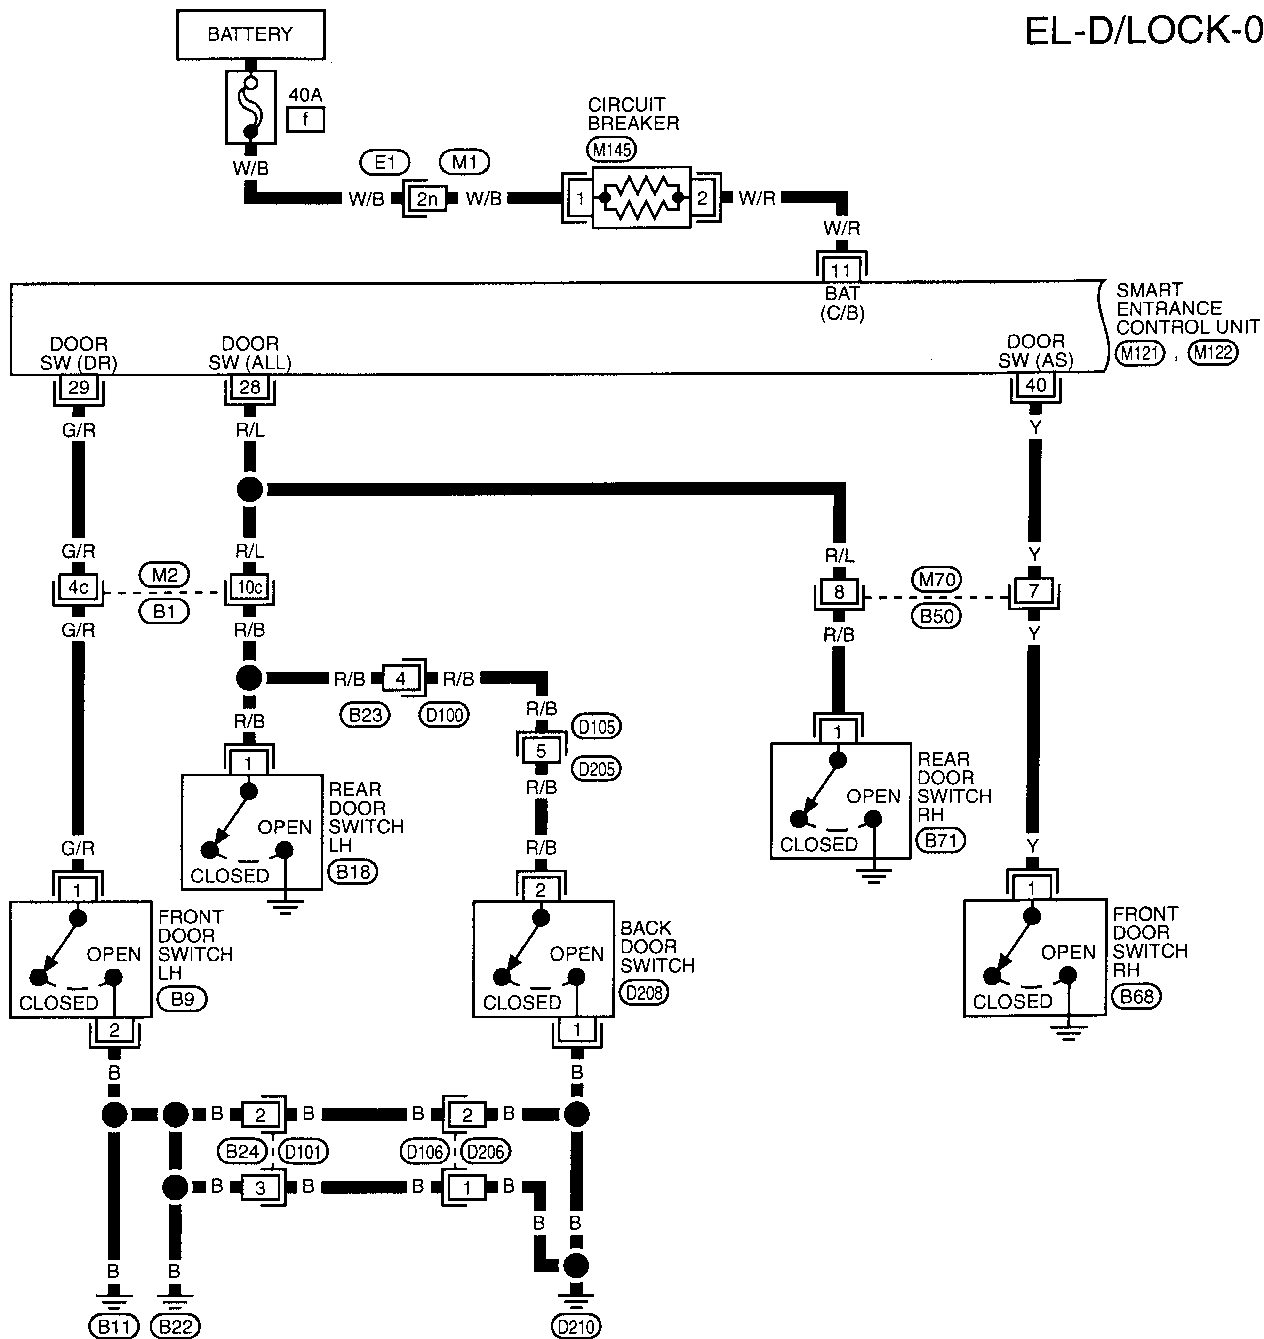 EL-D/LOCK-0
BATTERY
40A
f
W/B
E1
M1
W/B
2n
W/B
CIRCUIT
BREAKER
M145
1
2
W/R
W/R
11
BAT
(C/B)
SMART
ENTRANCE
CONTROL UNIT
M121 , M122
DOOR
SW (DR)
29
G/R
DOOR
SW (ALL)
28
R/L
DOOR
SW (AS)
40
Y
G/R
4c
G/R
M2
B1
R/L
10c
R/B
R/L
8
R/B
M70
B50
Y
7
Y
R/B
4
R/B
B23
D100
R/B
R/B
D105
5
D205
R/B
R/B
1
REAR
DOOR
SWITCH
LH
B18
OPEN
CLOSED
1
REAR
DOOR
SWITCH
RH
B71
OPEN
CLOSED
G/R
1
FRONT
DOOR
SWITCH
LH
B9
OPEN
CLOSED
2
B
2
BACK
DOOR
SWITCH
D208
OPEN
CLOSED
1
B
Y
1
FRONT
DOOR
SWITCH
RH
B68
OPEN
CLOSED
B
2
B
B
2
B
B24
D101
D106
D206
B
3
B
B
1
B
B
B
B
B
B11
B22
D210